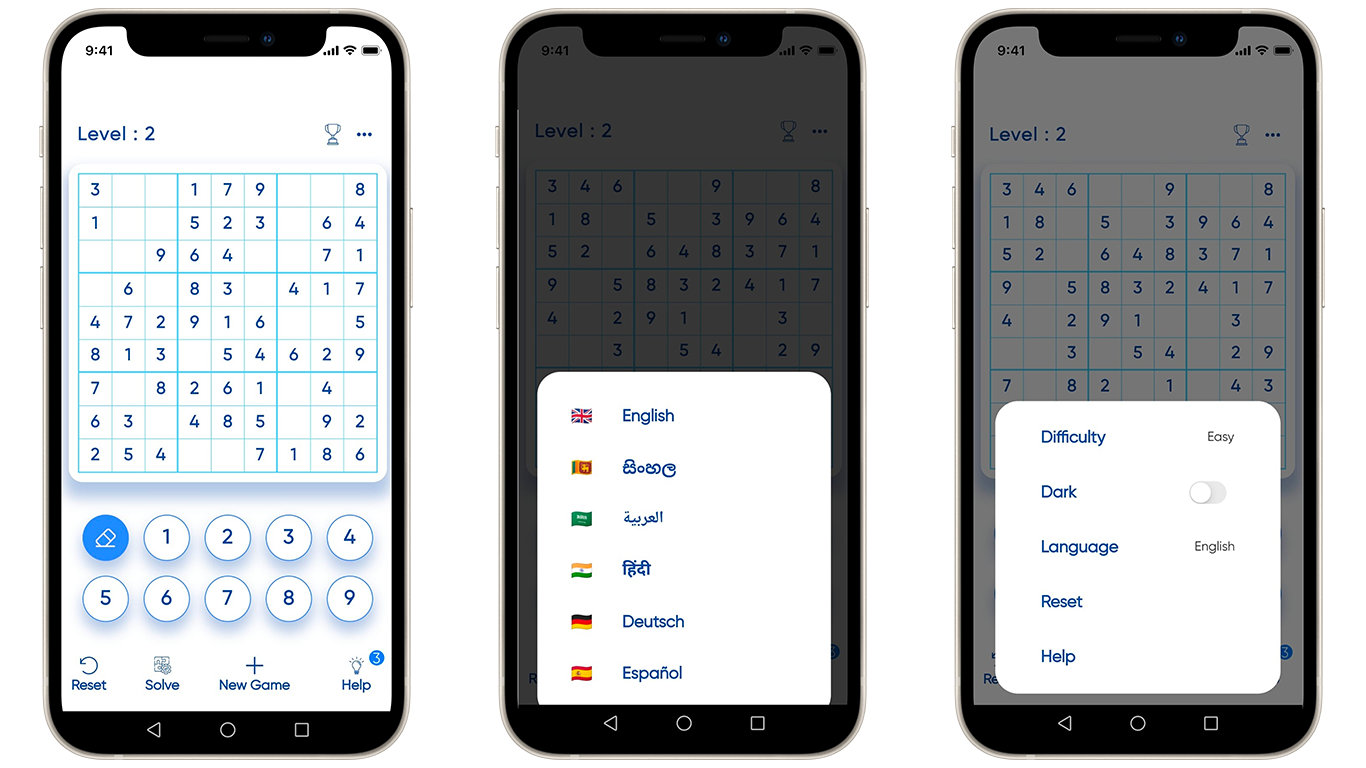 9:41
Level : 2
3 1 7 9 8
1 5 2 3 6 4
9 6 4 7 1
6 8 3 4 1 7
4 7 2 9 1 6 5
8 1 3 5 4 6 2 9
7 8 2 6 1 4
6 3 4 8 5 9 2
2 5 4 7 1 8 6
1 2 3 4
5 6 7 8 9
3
Reset Solve New Game Help
9:41
Level : 2
3 4 6 9 8
1 8 5 3 9 6 4
5 2 6 4 8 3 7 1
9 5 8 3 2 4 1 7
4 2 9 1 3
3 5 4 2 9
English
සිංහල
العربية
हिंदी
Deutsch
Español
3
9:41
Level : 2
3 4 6 9 8
1 8 5 3 9 6 4
5 2 6 4 8 3 7 1
9 5 8 3 2 4 1 7
4 2 9 1 3
3 5 4 2 9
7 8 2 1 4 3
Difficulty Easy
Dark
Language English
Reset
Help
3